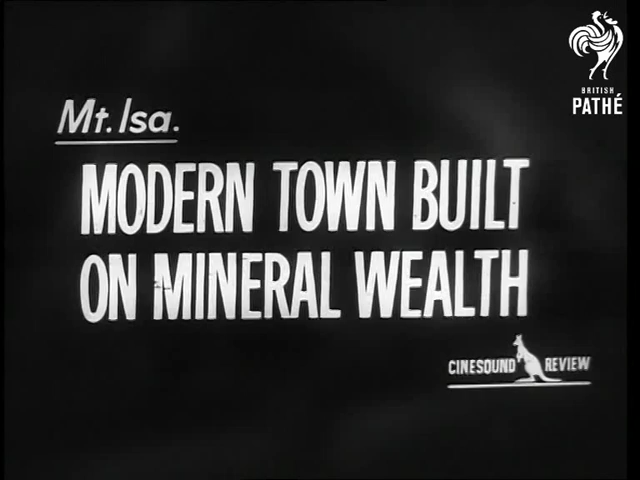 BRITISH
PATHÉ
Mt. Isa.
MODERN TOWN BUILT
ON MINERAL WEALTH
CINESOUND REVIEW